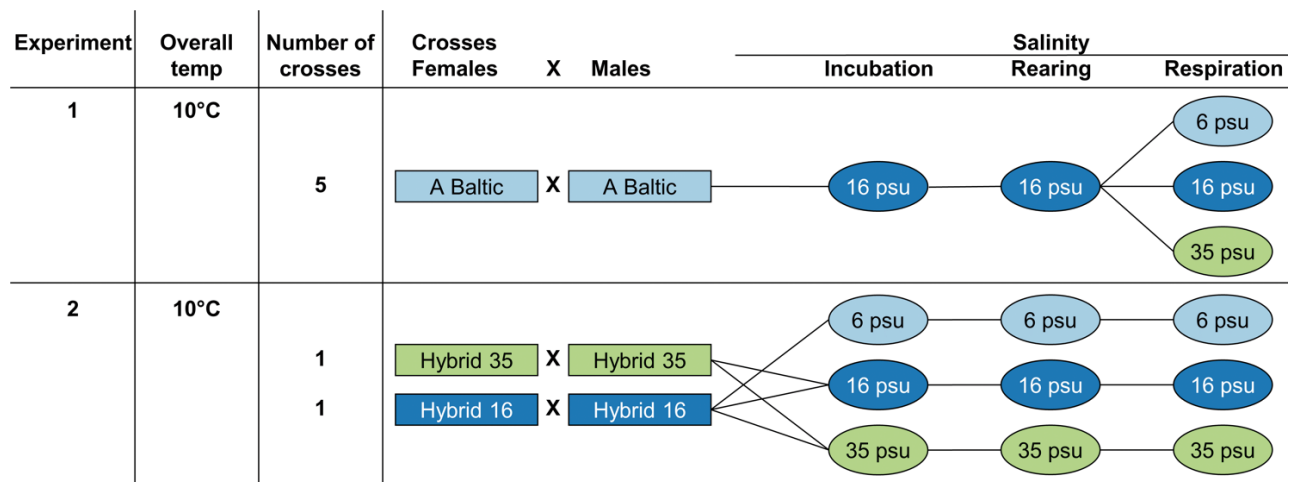 Experiment Overall temp Number of crosses Crosses Females X Males Salinity
Incubation Rearing Respiration
1 10°C
6 psu
5 A Baltic X A Baltic 16 psu 16 psu 16 psu
35 psu
2 10°C
6 psu 6 psu 6 psu
1 Hybrid 35 X Hybrid 35
16 psu 16 psu 16 psu
1 Hybrid 16 X Hybrid 16
35 psu 35 psu 35 psu